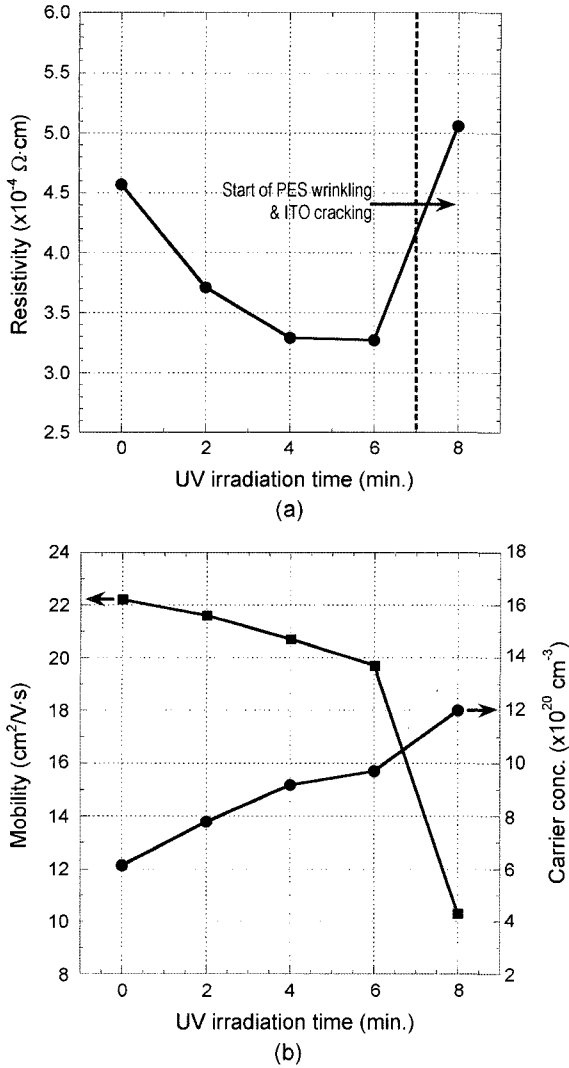 6.0
5.0
4.5
4.0
3.5
3.0
2.5
Resistivity (x10⁻⁴ Ω·cm)
Start of PES wrinkling
& ITO cracking
0 2 4 6 8
UV irradiation time (min.)
(a)
24
22
20
18
16
14
12
10
8
Mobility (cm²/V·s)
18
16
14
12
10
8
6
4
2
Carrier conc. (x10²⁰ cm⁻³)
0 2 4 6 8
UV irradiation time (min.)
(b)